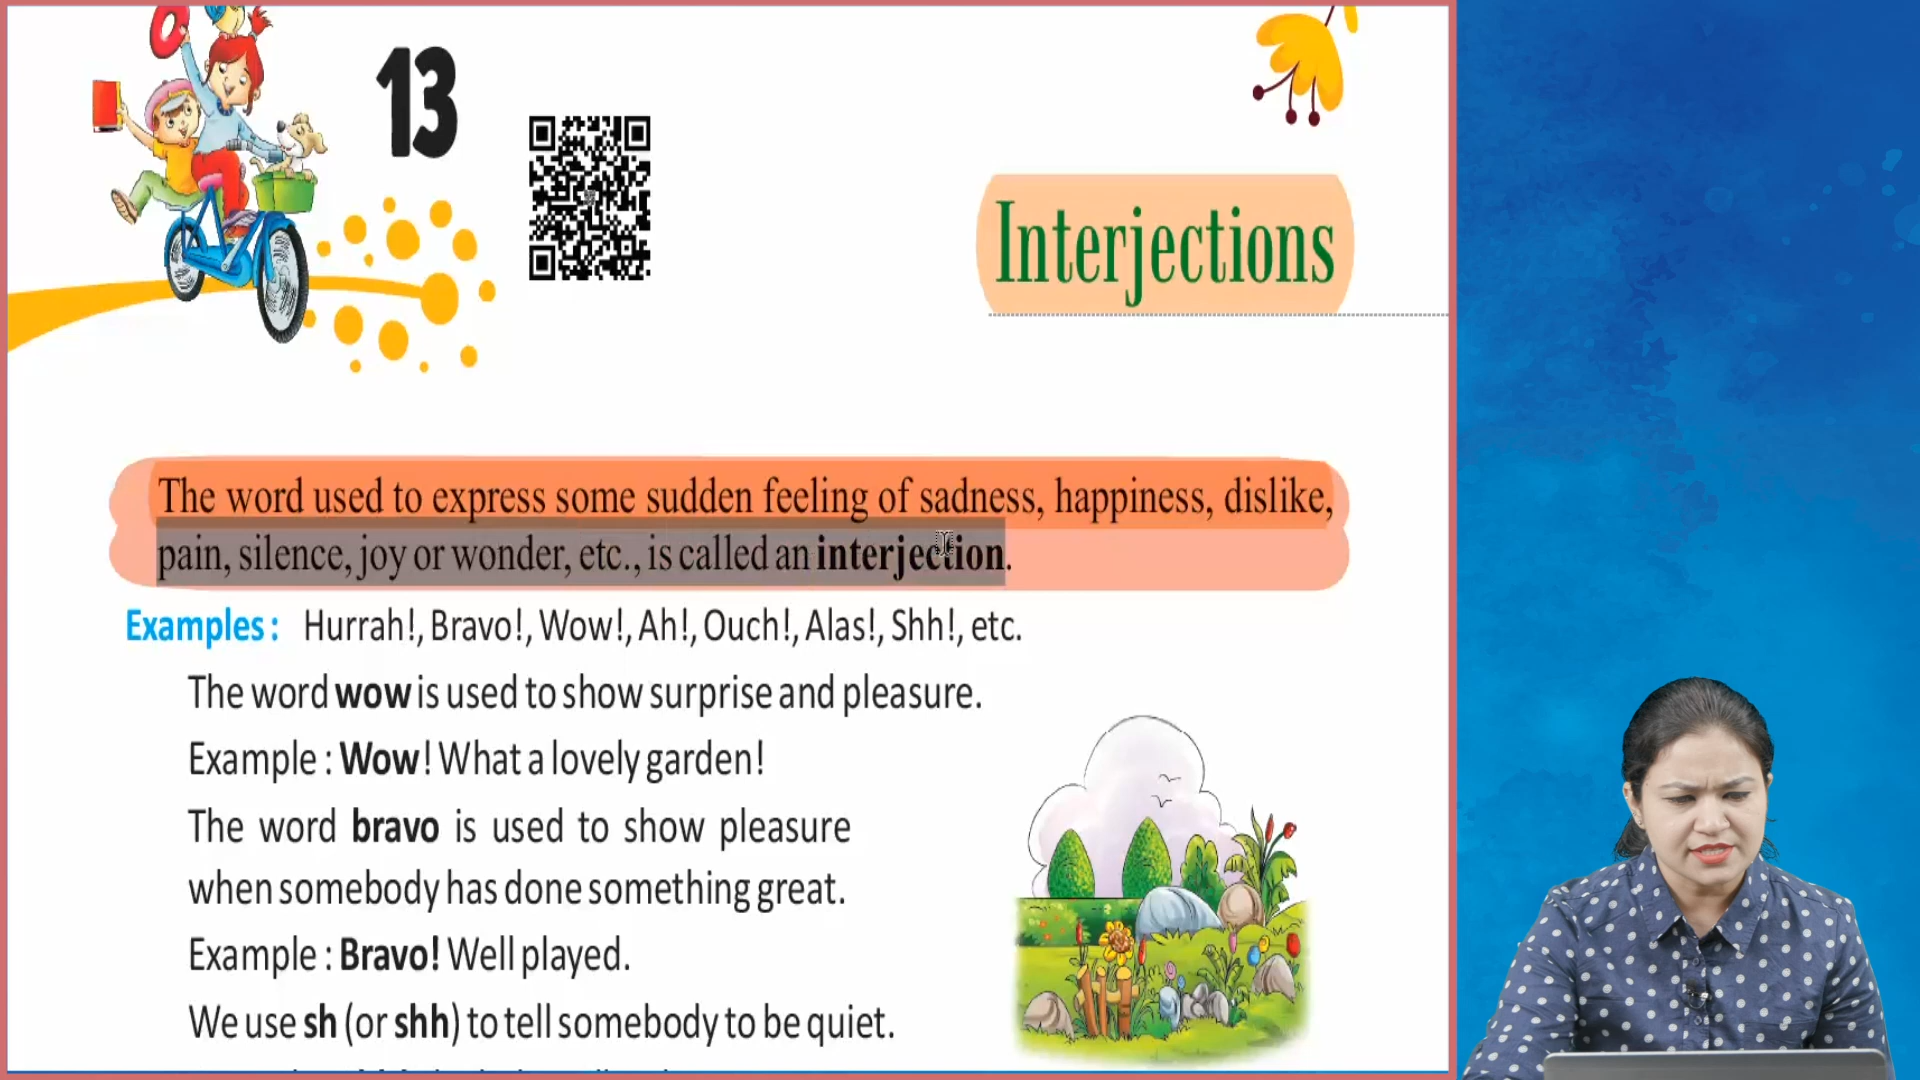 13
Interjections
The word used to express some sudden feeling of sadness, happiness, dislike,
pain, silence, joy or wonder, etc., is called an interjection.
Examples : Hurrah!, Bravo!, Wow!, Ah!, Ouch!, Alas!, Shh!, etc.
The word wow is used to show surprise and pleasure.
Example : Wow! What a lovely garden!
The word bravo is used to show pleasure
when somebody has done something great.
Example : Bravo! Well played.
We use sh (or shh) to tell somebody to be quiet.